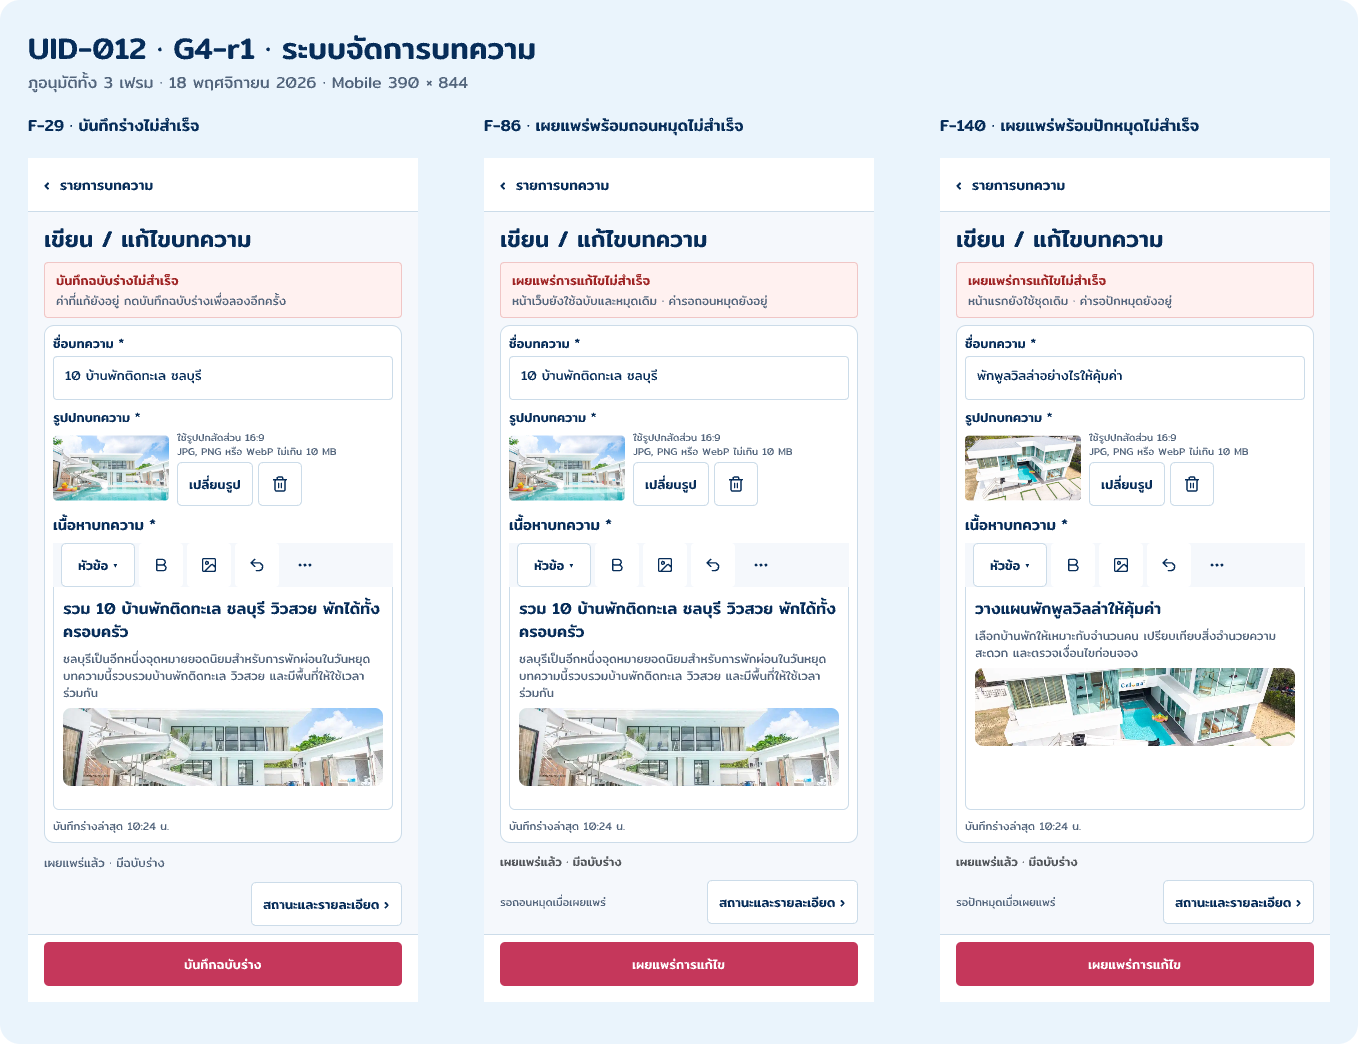 UID-012 · G4-r1 · ระบบจัดการบทความ
ภูอนุมัติทั้ง 3 เฟรม · 18 พฤศจิกายน 2026 · Mobile 390 × 844
F-29 · บันทึกร่างไม่สำเร็จ
‹ รายการบทความ
เขียน / แก้ไขบทความ
บันทึกฉบับร่างไม่สำเร็จ
ค่าที่แก้ยังอยู่ กดบันทึกฉบับร่างเพื่อลองอีกครั้ง
ชื่อบทความ *
10 บ้านพักติดทะเล ชลบุรี
รูปปกบทความ *
ใช้รูปปกสัดส่วน 16:9
JPG, PNG หรือ WebP ไม่เกิน 10 MB
เปลี่ยนรูป
เนื้อหาบทความ *
หัวข้อ ▾ B ···
รวม 10 บ้านพักติดทะเล ชลบุรี วิวสวย พักได้ทั้ง
ครอบครัว
ชลบุรีเป็นอีกหนึ่งจุดหมายยอดนิยมสำหรับการพักผ่อนในวันหยุด
บทความนี้รวบรวมบ้านพักติดทะเล วิวสวย และมีพื้นที่ให้ใช้เวลา
ร่วมกัน
บันทึกร่างล่าสุด 10:24 น.
เผยแพร่แล้ว · มีฉบับร่าง
สถานะและรายละเอียด ›
บันทึกฉบับร่าง
F-86 · เผยแพร่พร้อมถอนหมุดไม่สำเร็จ
‹ รายการบทความ
เขียน / แก้ไขบทความ
เผยแพร่การแก้ไขไม่สำเร็จ
หน้าเว็บยังใช้ฉบับและหมุดเดิม · ค่ารอถอนหมุดยังอยู่
ชื่อบทความ *
10 บ้านพักติดทะเล ชลบุรี
รูปปกบทความ *
ใช้รูปปกสัดส่วน 16:9
JPG, PNG หรือ WebP ไม่เกิน 10 MB
เปลี่ยนรูป
เนื้อหาบทความ *
หัวข้อ ▾ B ···
รวม 10 บ้านพักติดทะเล ชลบุรี วิวสวย พักได้ทั้ง
ครอบครัว
ชลบุรีเป็นอีกหนึ่งจุดหมายยอดนิยมสำหรับการพักผ่อนในวันหยุด
บทความนี้รวบรวมบ้านพักติดทะเล วิวสวย และมีพื้นที่ให้ใช้เวลา
ร่วมกัน
บันทึกร่างล่าสุด 10:24 น.
เผยแพร่แล้ว · มีฉบับร่าง
รอถอนหมุดเมื่อเผยแพร่
สถานะและรายละเอียด ›
เผยแพร่การแก้ไข
F-140 · เผยแพร่พร้อมปักหมุดไม่สำเร็จ
‹ รายการบทความ
เขียน / แก้ไขบทความ
เผยแพร่การแก้ไขไม่สำเร็จ
หน้าแรกยังใช้ชุดเดิม · ค่ารอปักหมุดยังอยู่
ชื่อบทความ *
พักพูลวิลล่าอย่างไรให้คุ้มค่า
รูปปกบทความ *
ใช้รูปปกสัดส่วน 16:9
JPG, PNG หรือ WebP ไม่เกิน 10 MB
เปลี่ยนรูป
เนื้อหาบทความ *
หัวข้อ ▾ B ···
วางแผนพักพูลวิลล่าให้คุ้มค่า
เลือกบ้านพักให้เหมาะกับจำนวนคน เปรียบเทียบสิ่งอำนวยความ
สะดวก และตรวจเงื่อนไขก่อนจอง
บันทึกร่างล่าสุด 10:24 น.
เผยแพร่แล้ว · มีฉบับร่าง
รอปักหมุดเมื่อเผยแพร่
สถานะและรายละเอียด ›
เผยแพร่การแก้ไข